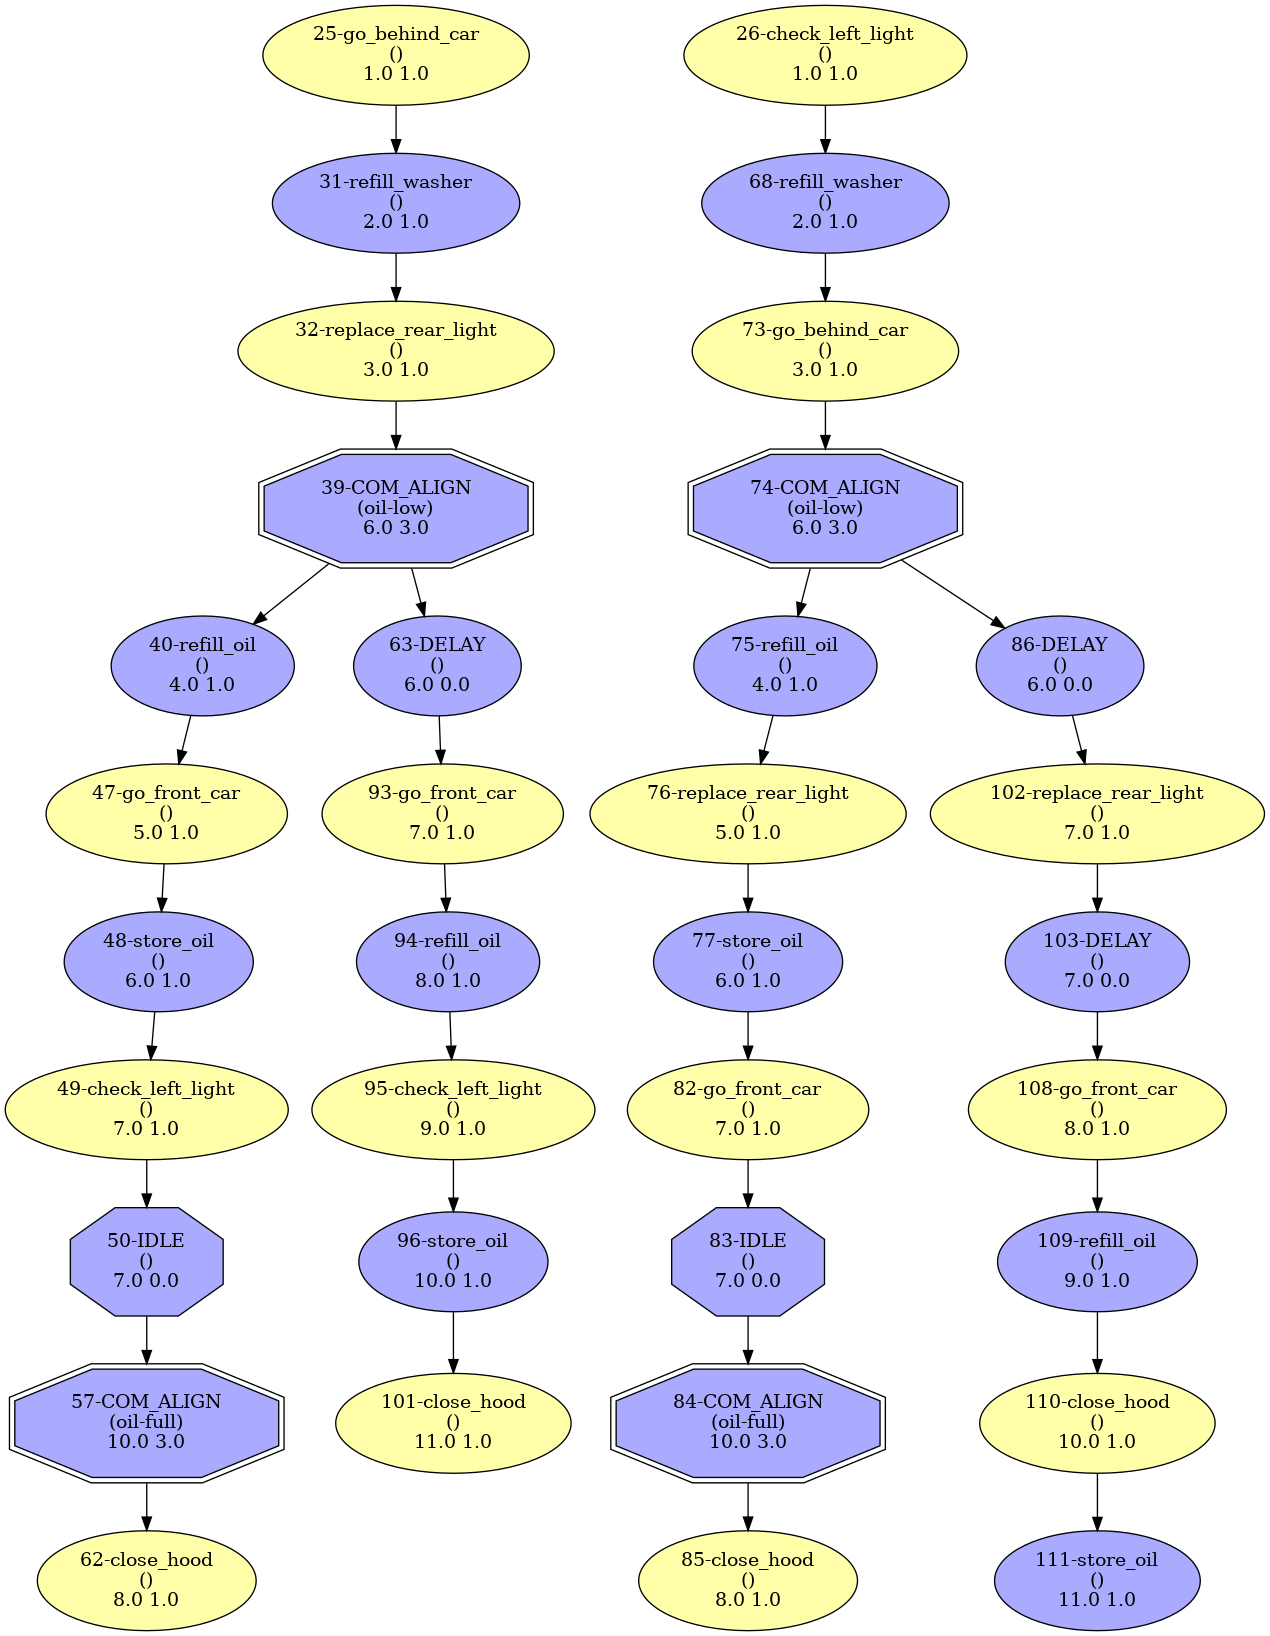 25-go_behind_car
()
1.0 1.0
26-check_left_light
()
1.0 1.0
31-refill_washer
()
2.0 1.0
68-refill_washer
()
2.0 1.0
32-replace_rear_light
()
3.0 1.0
73-go_behind_car
()
3.0 1.0
39-COM_ALIGN
(oil-low)
6.0 3.0
74-COM_ALIGN
(oil-low)
6.0 3.0
40-refill_oil
()
4.0 1.0
63-DELAY
()
6.0 0.0
75-refill_oil
()
4.0 1.0
86-DELAY
()
6.0 0.0
47-go_front_car
()
5.0 1.0
93-go_front_car
()
7.0 1.0
76-replace_rear_light
()
5.0 1.0
102-replace_rear_light
()
7.0 1.0
48-store_oil
()
6.0 1.0
94-refill_oil
()
8.0 1.0
77-store_oil
()
6.0 1.0
103-DELAY
()
7.0 0.0
49-check_left_light
()
7.0 1.0
95-check_left_light
()
9.0 1.0
82-go_front_car
()
7.0 1.0
108-go_front_car
()
8.0 1.0
50-IDLE
()
7.0 0.0
96-store_oil
()
10.0 1.0
83-IDLE
()
7.0 0.0
109-refill_oil
()
9.0 1.0
57-COM_ALIGN
(oil-full)
10.0 3.0
101-close_hood
()
11.0 1.0
84-COM_ALIGN
(oil-full)
10.0 3.0
110-close_hood
()
10.0 1.0
62-close_hood
()
8.0 1.0
85-close_hood
()
8.0 1.0
111-store_oil
()
11.0 1.0